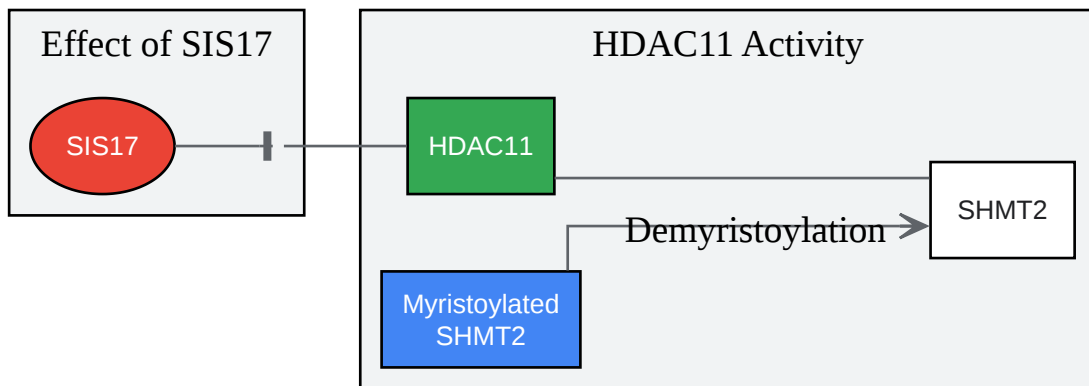 Effect of SIS17
SIS17
HDAC11 Activity
HDAC11
SHMT2
Demyristoylation
Myristoylated
SHMT2